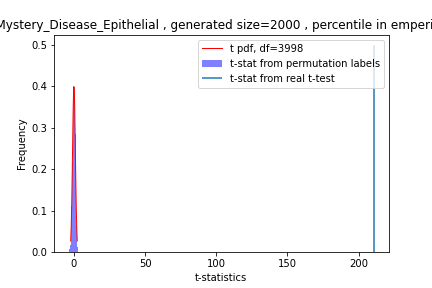 Mystery_Disease_Epithelial , generated size=2000 , percentile in
t pdf, df=3998
t-stat from permutation labels
t-stat from real t-test
0.5
0.4
0.3
0.2
0.1
0.0
Frequency
0
50
100
150
200
t-statistics